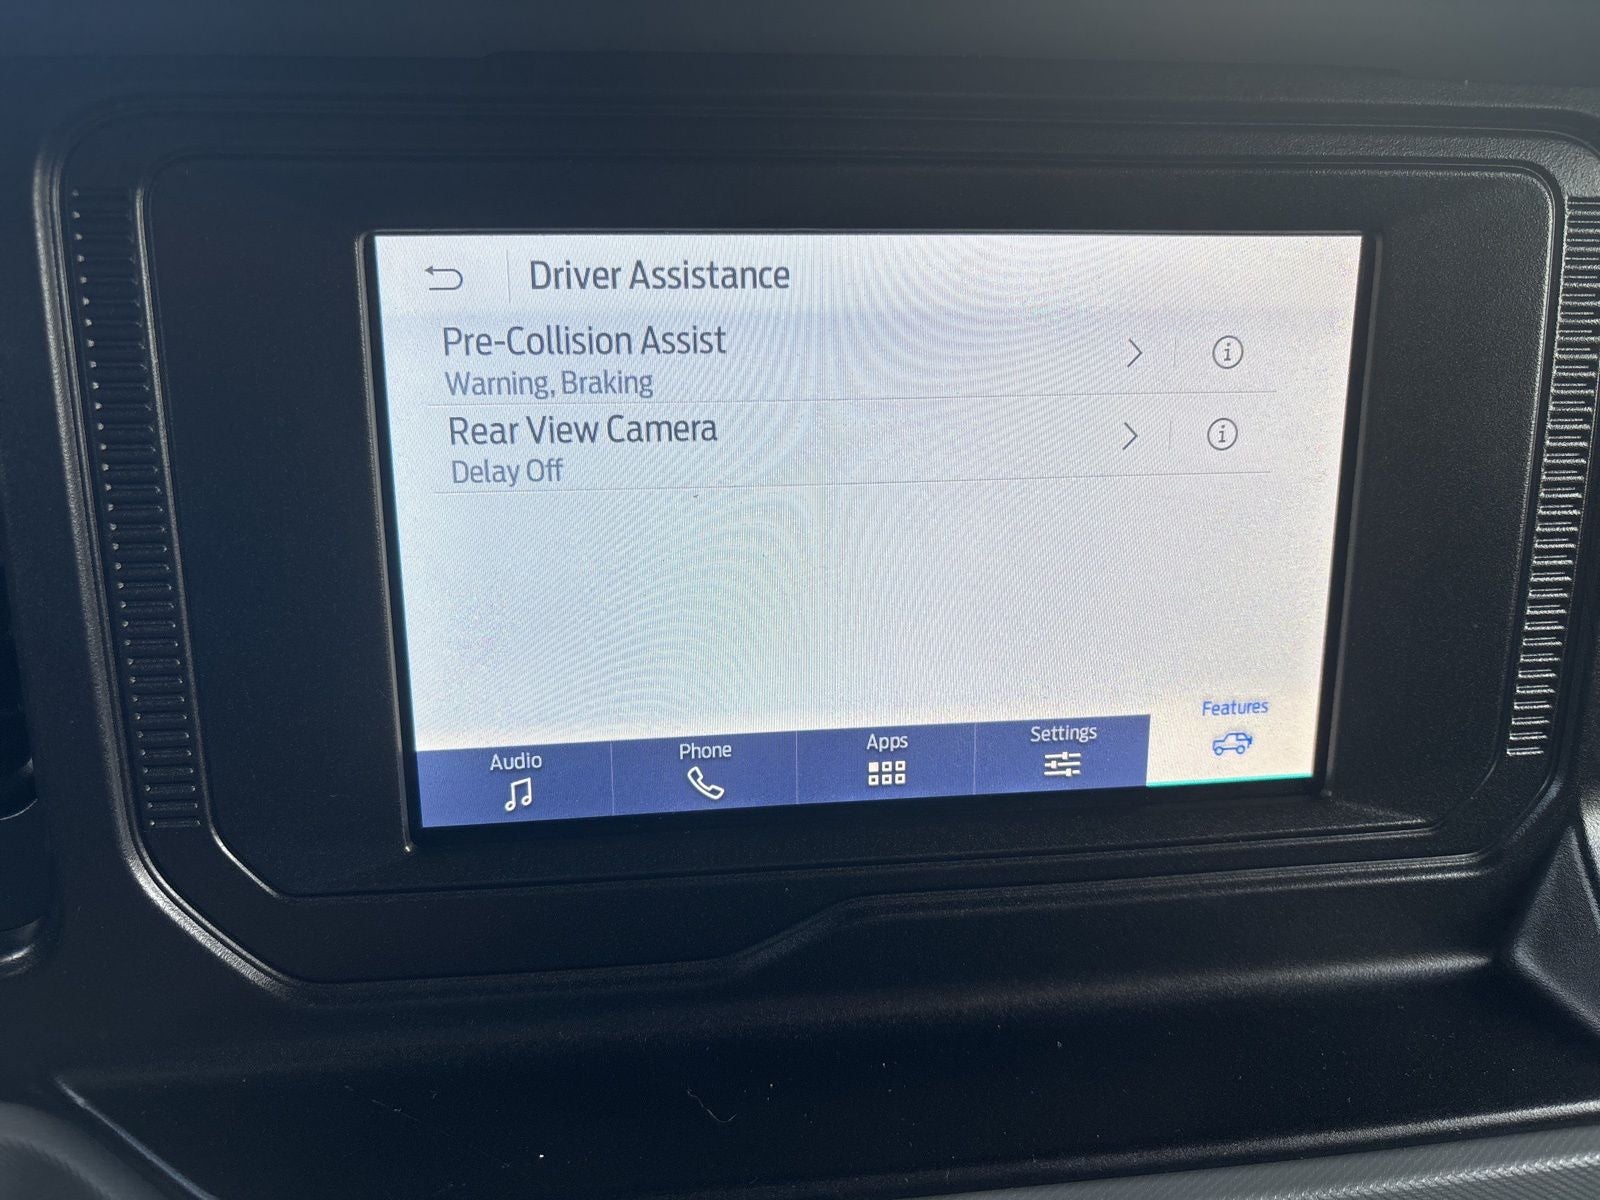 Driver Assistance
Pre-Collision Assist
Warning, Braking
Rear View Camera
Delay Off
Audio
Phone
Apps
Settings
Features